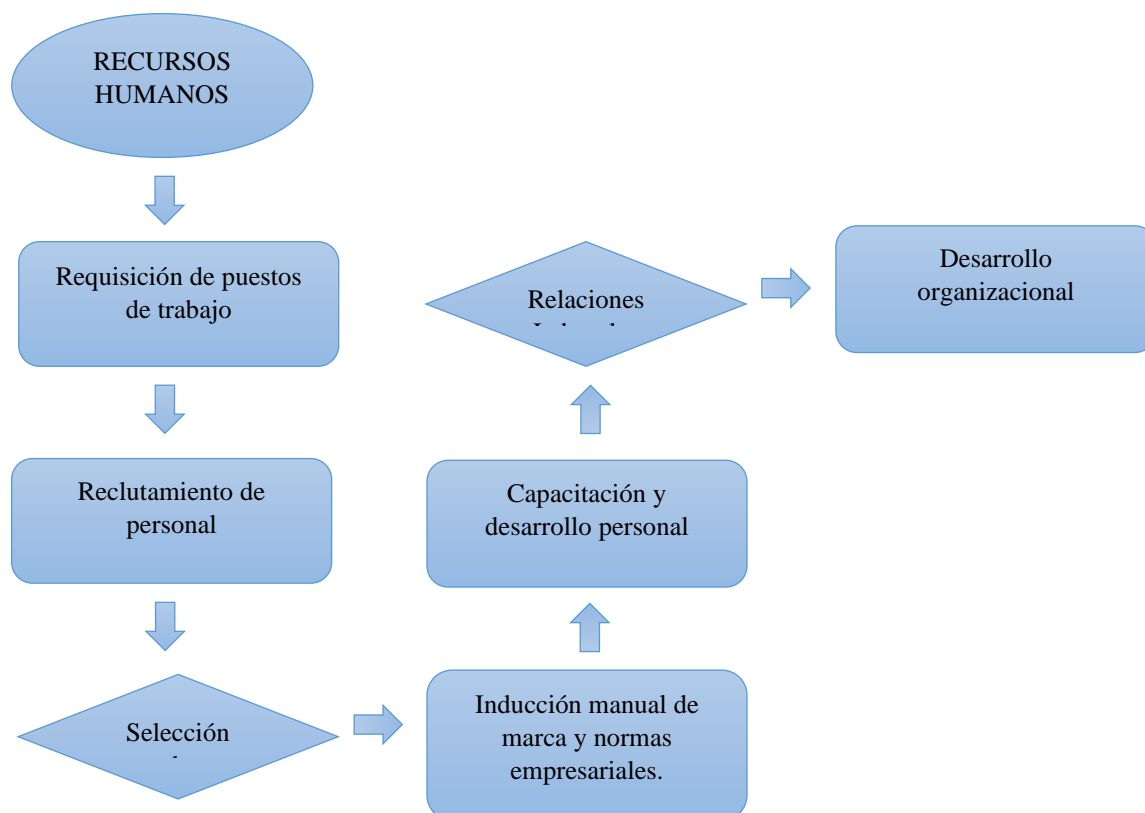 RECURSOS
HUMANOS
Requisición de puestos
de trabajo
Reclutamiento de
personal
Selección
Inducción manual de
marca y normas
empresariales.
Capacitación y
desarrollo personal
Relaciones
Desarrollo
organizacional